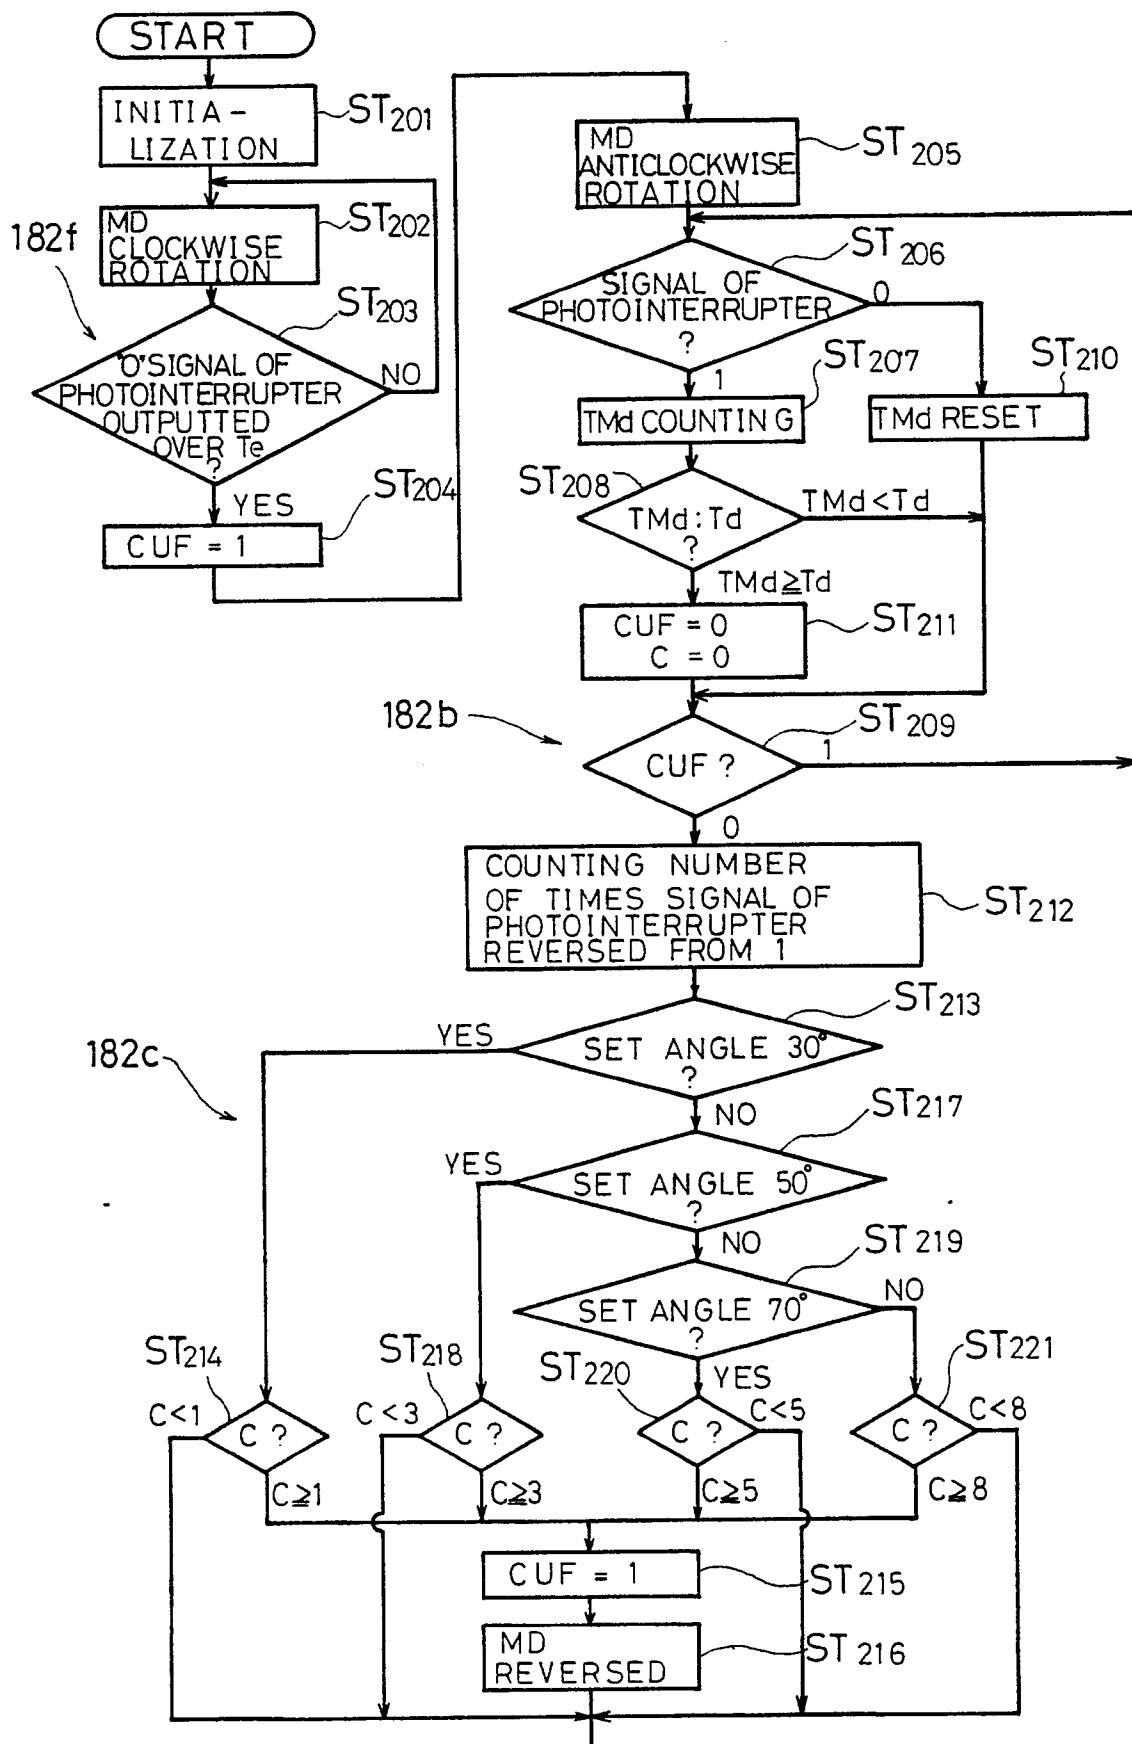 START
INITIA-
LIZATION
ST201
MD
CLOCKWISE
ROTATION
ST202
182f
"O" SIGNAL OF
PHOTOINTERRUPTER
OUTPUTTED
OVER Te
?
ST203
NO
YES
ST204
CUF = 1
MD
ANTICLOCKWISE
ROTATION
ST205
SIGNAL OF
PHOTOINTERRUPTER
?
ST206
0
1
ST207
TMd COUNTING
ST210
TMd RESET
ST208
TMd : Td
?
TMd<Td
TMd≧Td
CUF = 0
C = 0
ST211
182b
CUF ?
ST209
1
0
COUNTING NUMBER
OF TIMES SIGNAL OF
PHOTOINTERRUPTER
REVERSED FROM 1
ST212
182c
YES
SET ANGLE 30°
?
ST213
NO
YES
SET ANGLE 50°
?
ST217
NO
SET ANGLE 70°
?
ST219
NO
YES
ST214
C<1
C ?
C≧1
ST218
C<3
C ?
C≧3
ST220
C ?
C<5
C≧5
ST221
C ?
C<8
C≧8
CUF = 1
ST215
MD
REVERSED
ST216